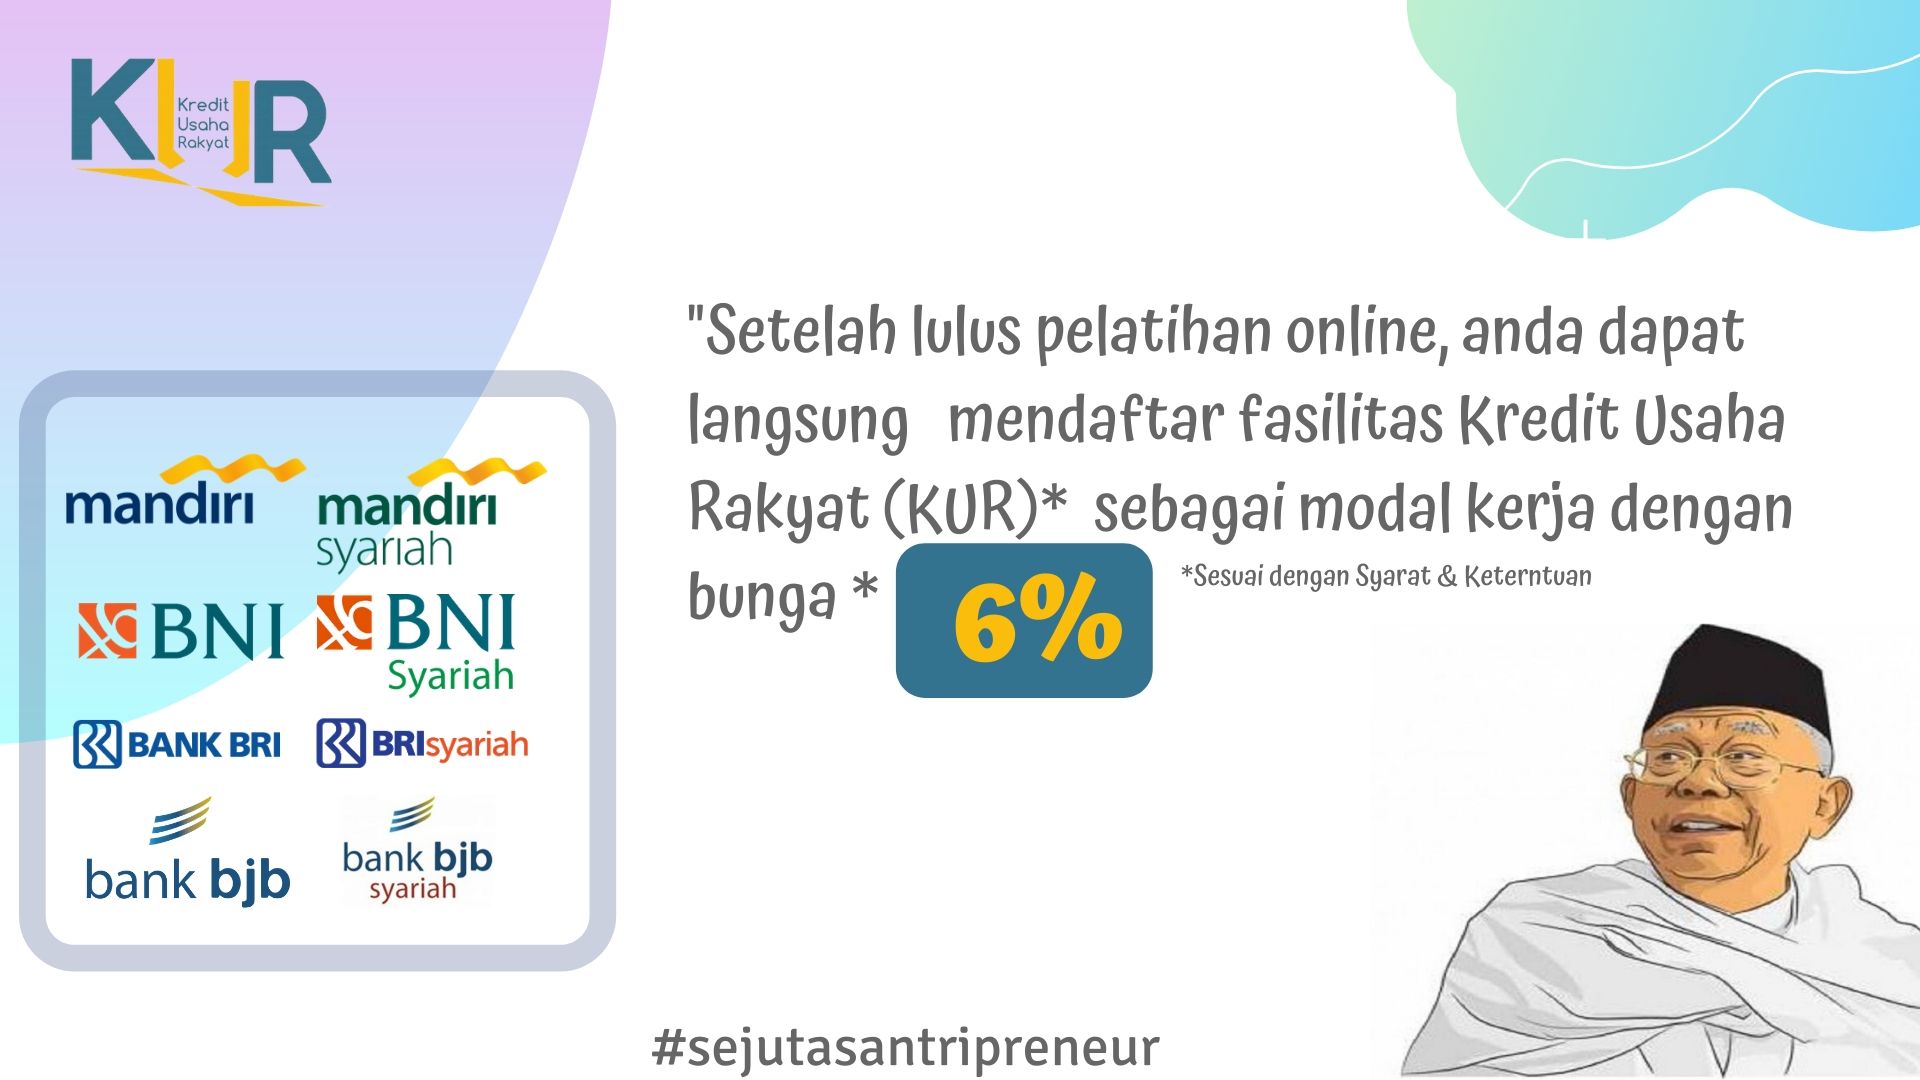 KUR
Kredit
Usaha
Rakyat
"Setelah lulus pelatihan online, anda dapat
langsung mendaftar fasilitas Kredit Usaha
Rakyat (KUR)* sebagai modal kerja dengan
bunga * 6%
*Sesuai dengan Syarat & Keterntuan
mandiri
mandiri
syariah
BNI
BNI
Syariah
BANK BRI
BRIsyariah
bank bjb
bank bjb
syariah
#sejutasantripreneur